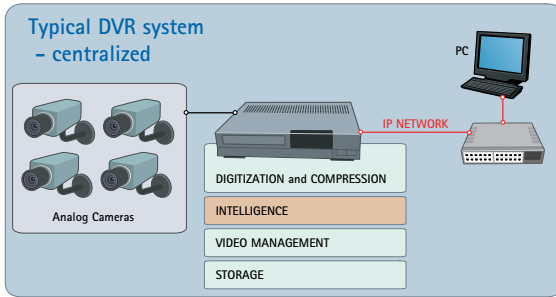 Typical DVR system
– centralized
PC
IP NETWORK
DIGITIZATION and COMPRESSION
INTELLIGENCE
Analog Cameras
VIDEO MANAGEMENT
STORAGE